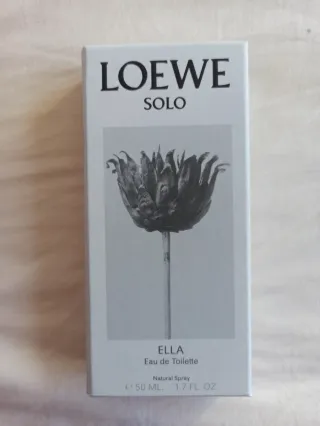 LOEWE
SOLO
ELLA
Eau de Toilette
Natural Spray
℮ 50 ML. 1.7 FL. OZ.